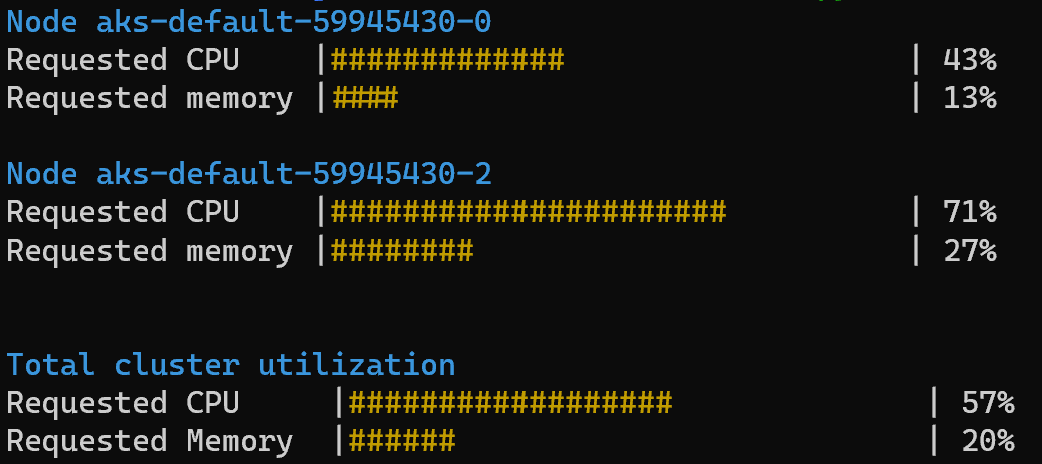 Node aks-default-59945430-0
Requested CPU    |#############                   | 43%
Requested memory |####                            | 13%
Node aks-default-59945430-2
Requested CPU    |######################          | 71%
Requested memory |########                        | 27%
Total cluster utilization
Requested CPU     |##################              | 57%
Requested Memory  |######                          | 20%